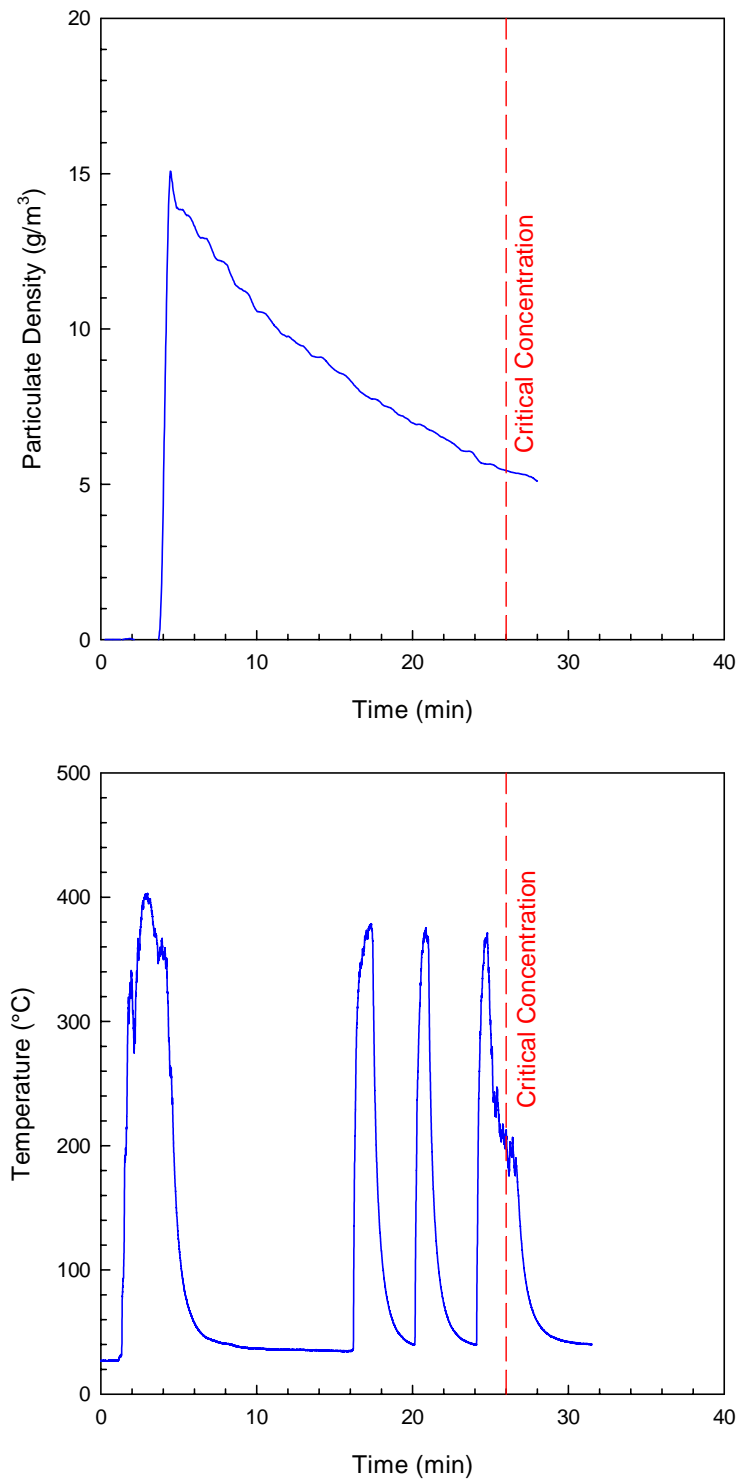 20
15
10
5
0
Particulate Density (g/m³)
Critical Concentration
0 10 20 30 40
Time (min)
500
400
300
200
100
0
Temperature (°C)
Critical Concentration
0 10 20 30 40
Time (min)